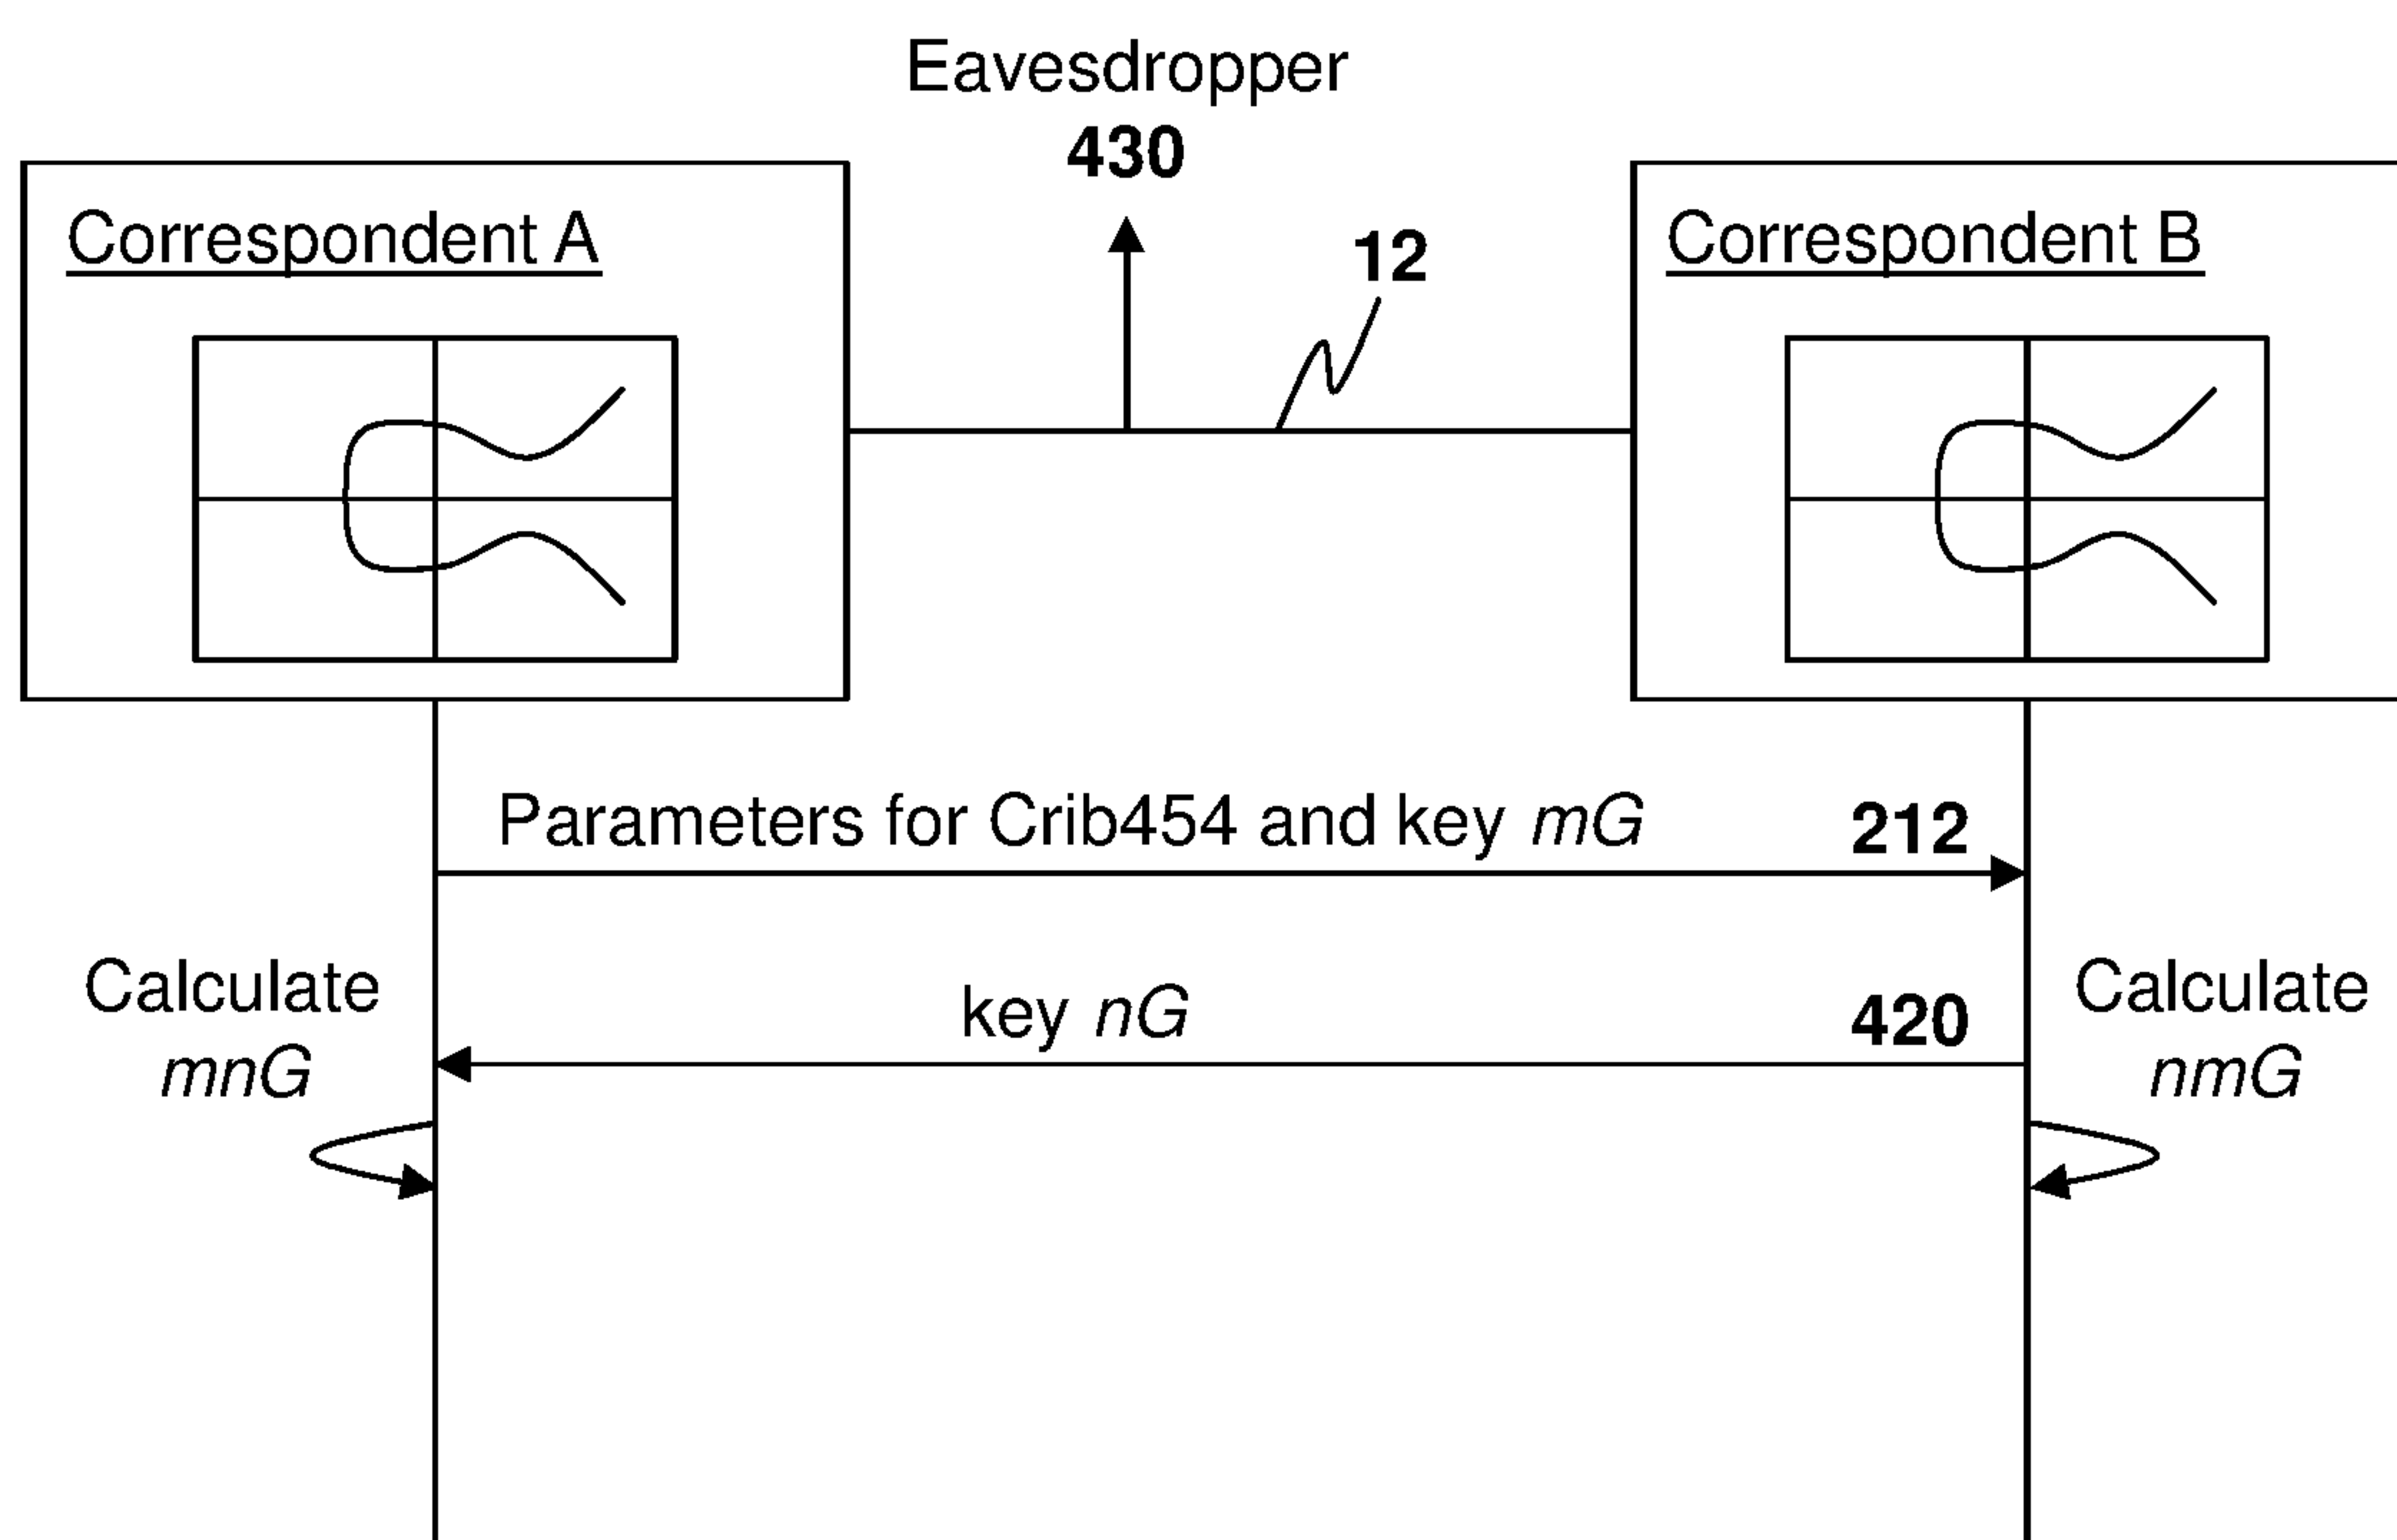 Eavesdropper
430
Correspondent A
12
Correspondent B
Parameters for Crib454 and key mG
212
Calculate
mnG
key nG
420
Calculate
nmG